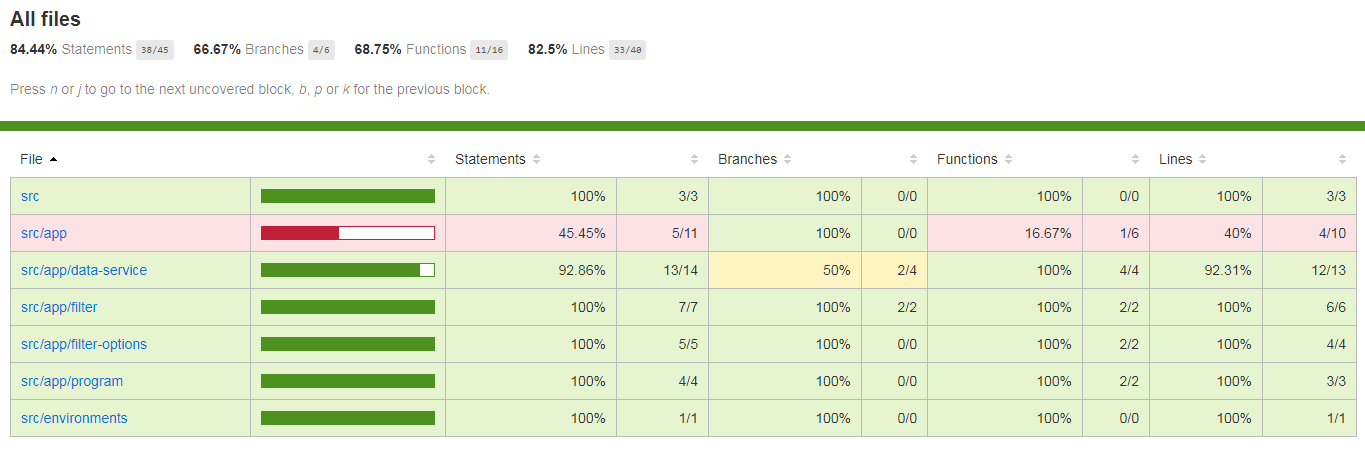 All files
84.44% Statements 38/45 66.67% Branches 4/6 68.75% Functions 11/16 82.5% Lines 33/40
Press n or j to go to the next uncovered block, b, p or k for the previous block.
File Statements Branches Functions Lines
src 100% 3/3 100% 0/0 100% 0/0 100% 3/3
src/app 45.45% 5/11 100% 0/0 16.67% 1/6 40% 4/10
src/app/data-service 92.86% 13/14 50% 2/4 100% 4/4 92.31% 12/13
src/app/filter 100% 7/7 100% 2/2 100% 2/2 100% 6/6
src/app/filter-options 100% 5/5 100% 0/0 100% 2/2 100% 4/4
src/app/program 100% 4/4 100% 0/0 100% 2/2 100% 3/3
src/environments 100% 1/1 100% 0/0 100% 0/0 100% 1/1